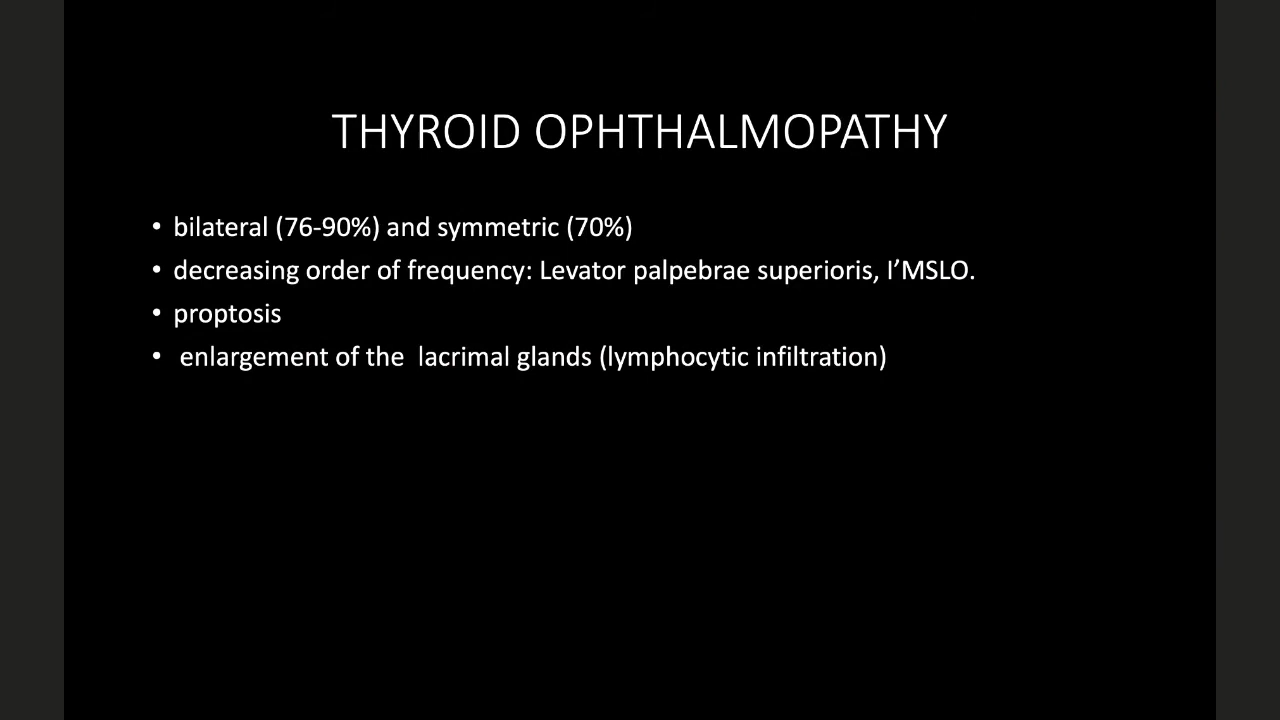 THYROID OPHTHALMOPATHY
• bilateral (76-90%) and symmetric (70%)
• decreasing order of frequency: Levator palpebrae superioris, I’MSLO.
• proptosis
• enlargement of the lacrimal glands (lymphocytic infiltration)